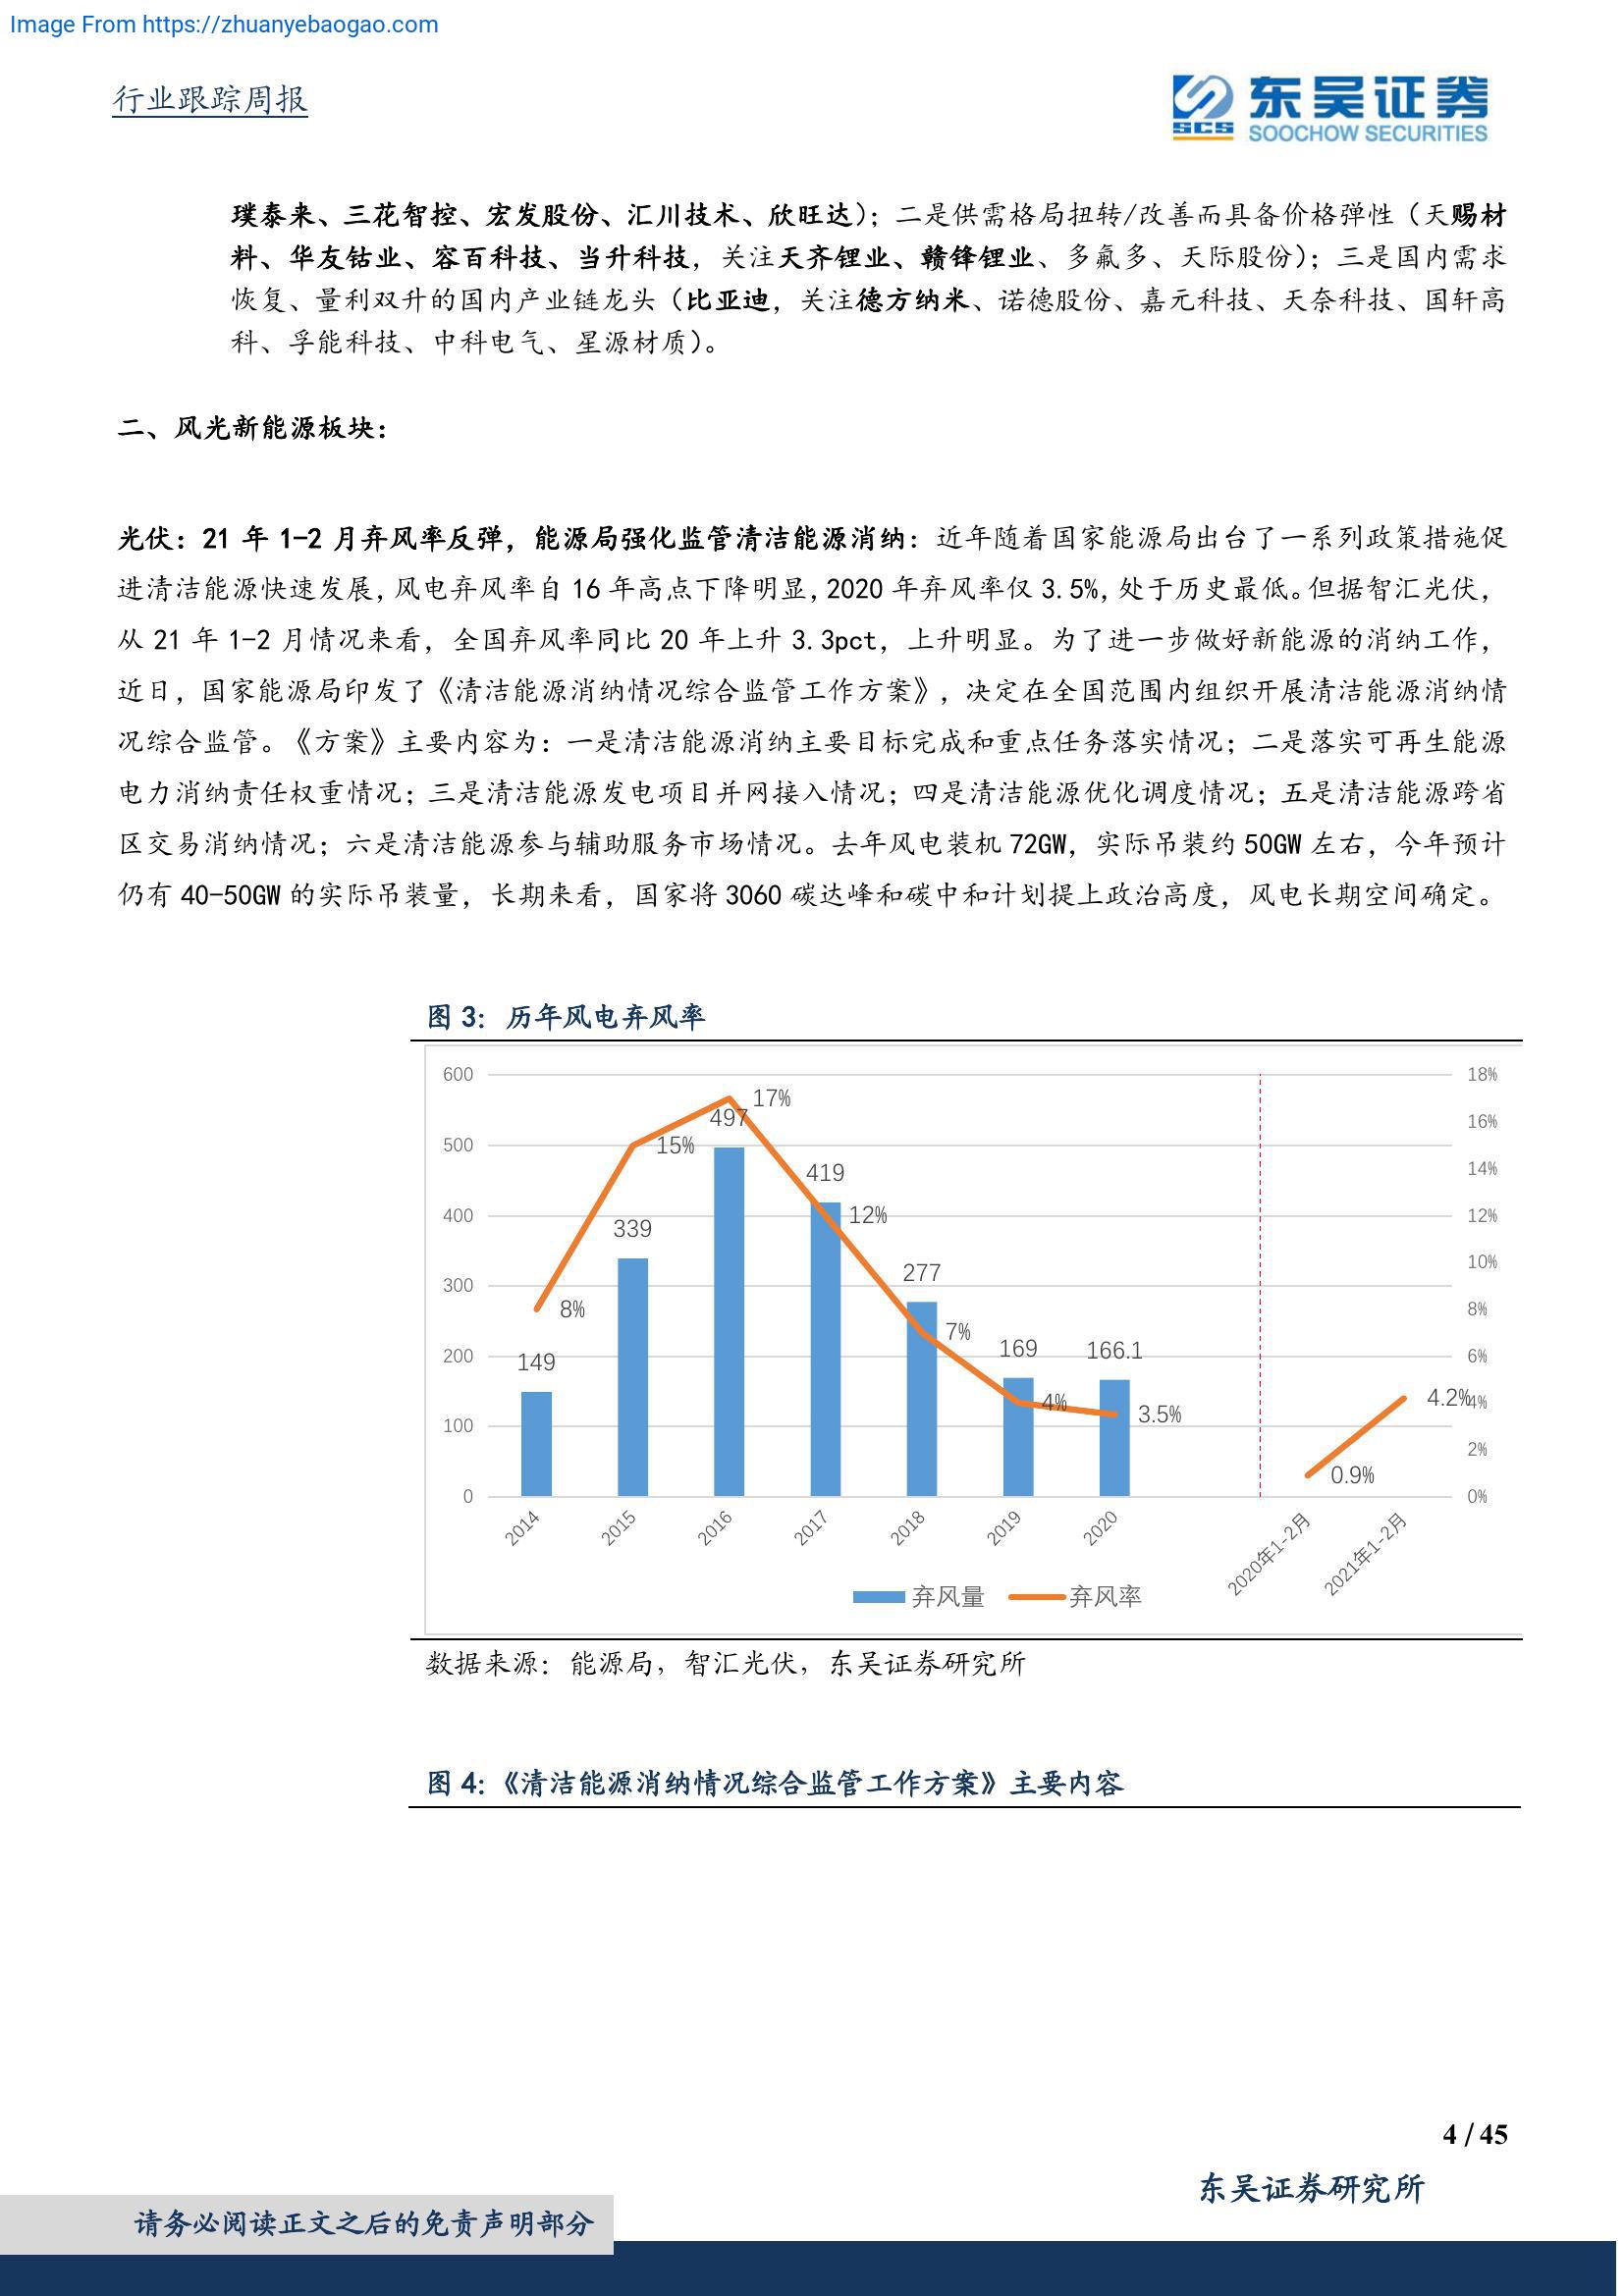 Image From https://zhuanyebaogao.com
行业跟踪周报
东吴证券
SCS
SOOCHOW SECURITIES
璞泰来、三花智控、宏发股份、汇川技术、欣旺达）；二是供需格局扭转/改善而具备价格弹性（天赐材
料、华友钴业、容百科技、当升科技，关注天齐锂业、赣锋锂业、多氟多、天际股份）；三是国内需求
恢复、量利双升的国内产业链龙头（比亚迪，关注德方纳米、诺德股份、嘉元科技、天奈科技、国轩高
科、孚能科技、中科电气、星源材质）。
二、风光新能源板块：
光伏：21 年 1-2 月弃风率反弹，能源局强化监管清洁能源消纳：近年随着国家能源局出台了一系列政策措施促
进清洁能源快速发展，风电弃风率自 16 年高点下降明显，2020 年弃风率仅 3.5%，处于历史最低。但据智汇光伏，
从 21 年 1-2 月情况来看，全国弃风率同比 20 年上升 3.3pct，上升明显。为了进一步做好新能源的消纳工作，
近日，国家能源局印发了《清洁能源消纳情况综合监管工作方案》，决定在全国范围内组织开展清洁能源消纳情
况综合监管。《方案》主要内容为：一是清洁能源消纳主要目标完成和重点任务落实情况；二是落实可再生能源
电力消纳责任权重情况；三是清洁能源发电项目并网接入情况；四是清洁能源优化调度情况；五是清洁能源跨省
区交易消纳情况；六是清洁能源参与辅助服务市场情况。去年风电装机 72GW，实际吊装约 50GW 左右，今年预计
仍有 40-50GW 的实际吊装量，长期来看，国家将 3060 碳达峰和碳中和计划提上政治高度，风电长期空间确定。
图 3：历年风电弃风率
600
500
400
300
200
100
0
18%
16%
14%
12%
10%
8%
6%
4%
2%
0%
149
339
497
419
277
169
166.1
8%
15%
17%
12%
7%
4%
3.5%
0.9%
4.2%
2014
2015
2016
2017
2018
2019
2020
2020年1-2月
2021年1-2月
弃风量
弃风率
数据来源：能源局，智汇光伏，东吴证券研究所
图 4：《清洁能源消纳情况综合监管工作方案》主要内容
4 / 45
东吴证券研究所
请务必阅读正文之后的免责声明部分